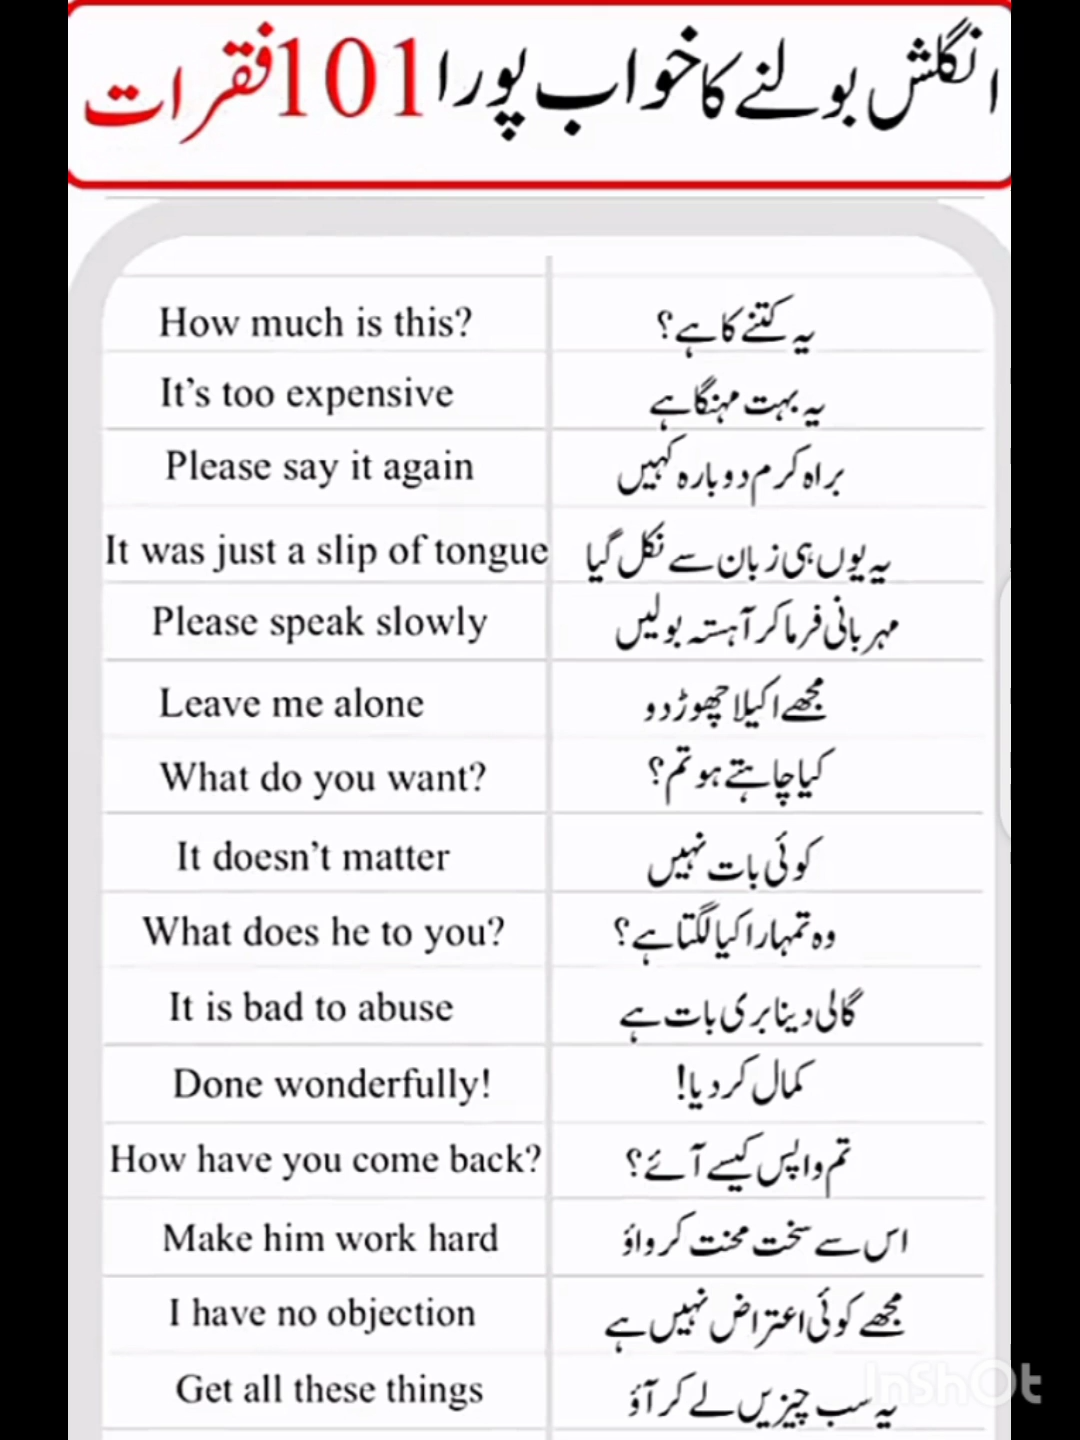 انگلش بولنے کا خواب پورا 101 فقرات
How much is this? یہ کتنے کا ہے؟
It's too expensive یہ بہت مہنگا ہے
Please say it again براہ کرم دوبارہ کہیں
It was just a slip of tongue یہ یوں ہی زبان سے نکل گیا
Please speak slowly مہربانی فرما کر آہستہ بولیں
Leave me alone مجھے اکیلا چھوڑ دو
What do you want? کیا چاہتے ہو تم؟
It doesn't matter کوئی بات نہیں
What does he to you? وہ تمہارا کیا لگتا ہے؟
It is bad to abuse گالی دینا بری بات ہے
Done wonderfully! کمال کر دیا!
How have you come back? تم واپس کیسے آئے؟
Make him work hard اس سے سخت محنت کرواؤ
I have no objection مجھے کوئی اعتراض نہیں ہے
Get all these things یہ سب چیزیں لے کر آؤ
InShOt